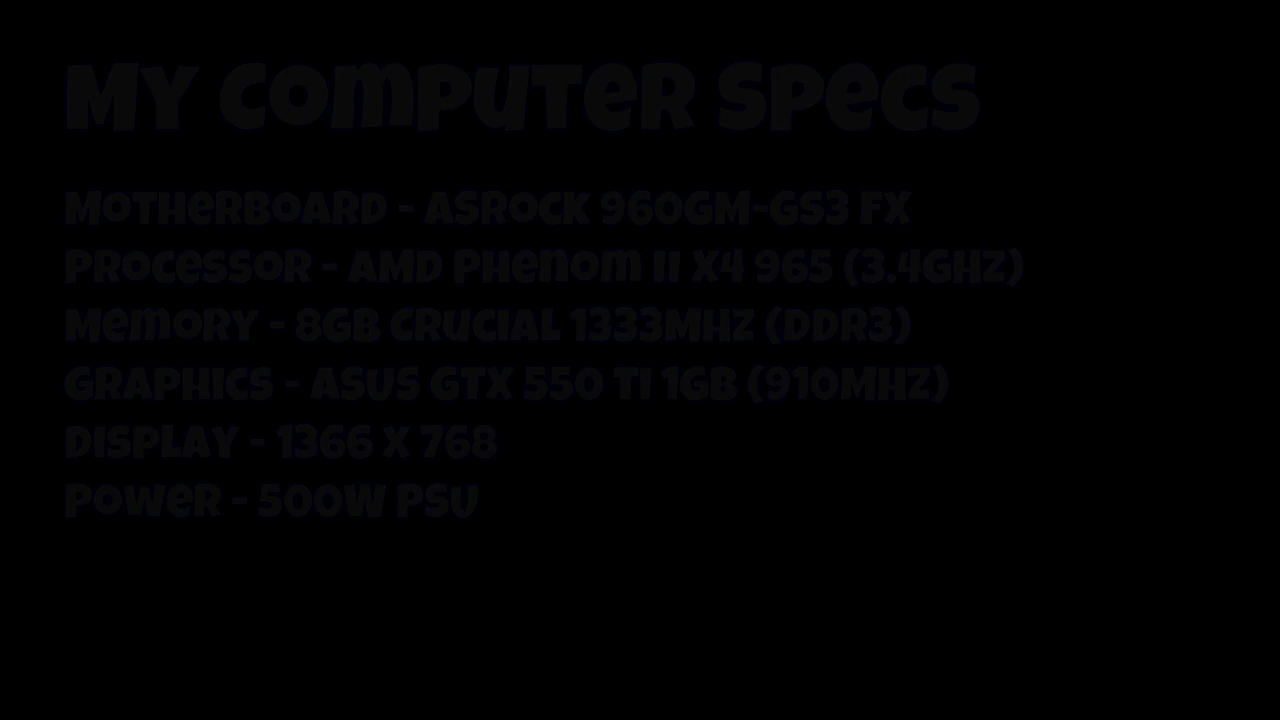 My Computer Specs
Motherboard - ASRock 960GM-GS3 FX
Processor - AMD Phenom II X4 965 (3.4GHz)
Memory - 8GB Crucial 1333MHz (DDR3)
Graphics - ASUS GTX 550 Ti 1GB (910MHz)
Display - 1366 x 768
Power - 500W PSU